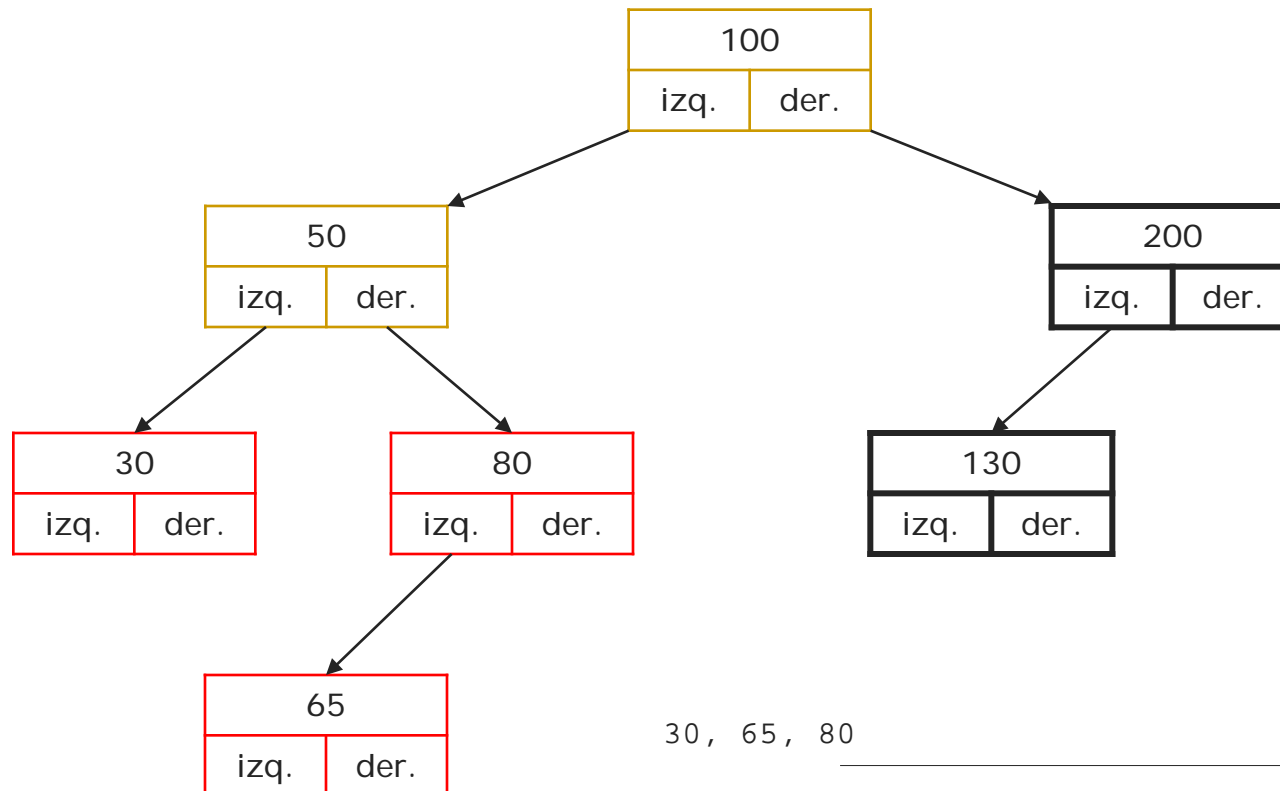 100
izq. der.
50 200
izq. der. izq. der.
30 80 130
izq. der. izq. der. izq. der.
65
30, 65, 80
izq. der.